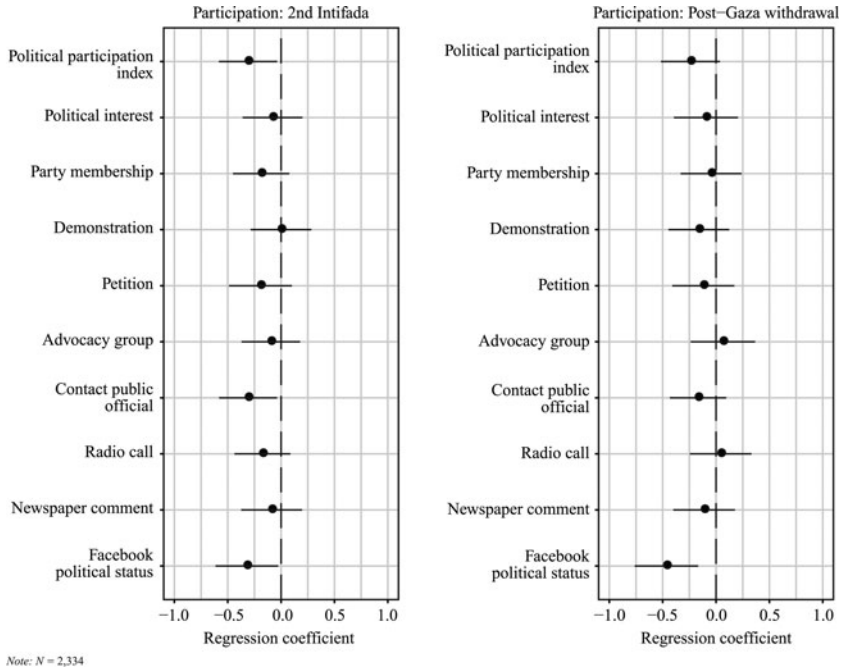 Participation: 2nd Intifada
Political participation
index
Political interest
Party membership
Demonstration
Petition
Advocacy group
Contact public
official
Radio call
Newspaper comment
Facebook
political status
−1.0 −0.5 0.0 0.5 1.0
Regression coefficient
Participation: Post−Gaza withdrawal
Political participation
index
Political interest
Party membership
Demonstration
Petition
Advocacy group
Contact public
official
Radio call
Newspaper comment
Facebook
political status
−1.0 −0.5 0.0 0.5 1.0
Regression coefficient
Note: N = 2,334